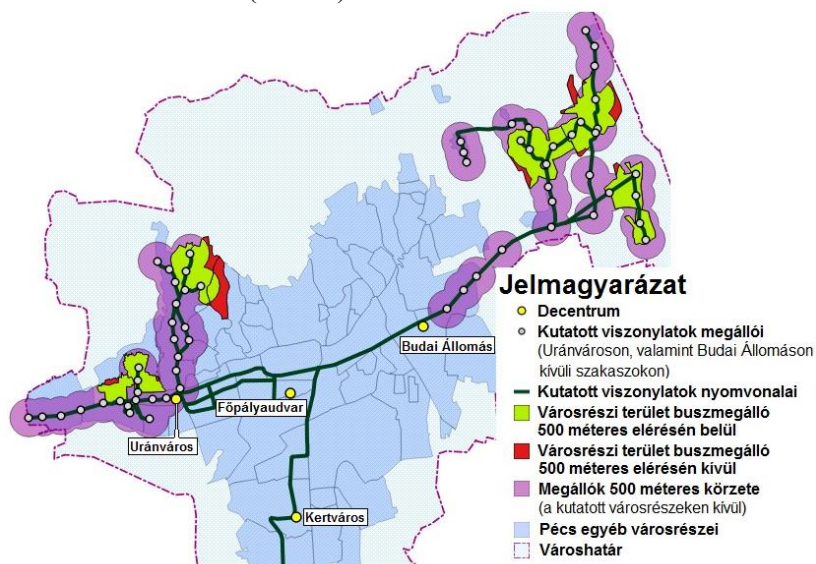 Jelmagyarázat
Decentrum
Kutatott viszonylatok megállói
(Uránvároson, valamint Budai Állomáson
kívüli szakaszokon)
Kutatott viszonylatok nyomvonalai
Városrészi terület buszmegálló
500 méteres elérésén belül
Városrészi terület buszmegálló
500 méteres elérésén kívül
Megállók 500 méteres körzete
(a kutatott városrészeken kívül)
Pécs egyéb városrészei
Városhatár
Budai Állomás
Főpályaudvar
Uránváros
Kertváros